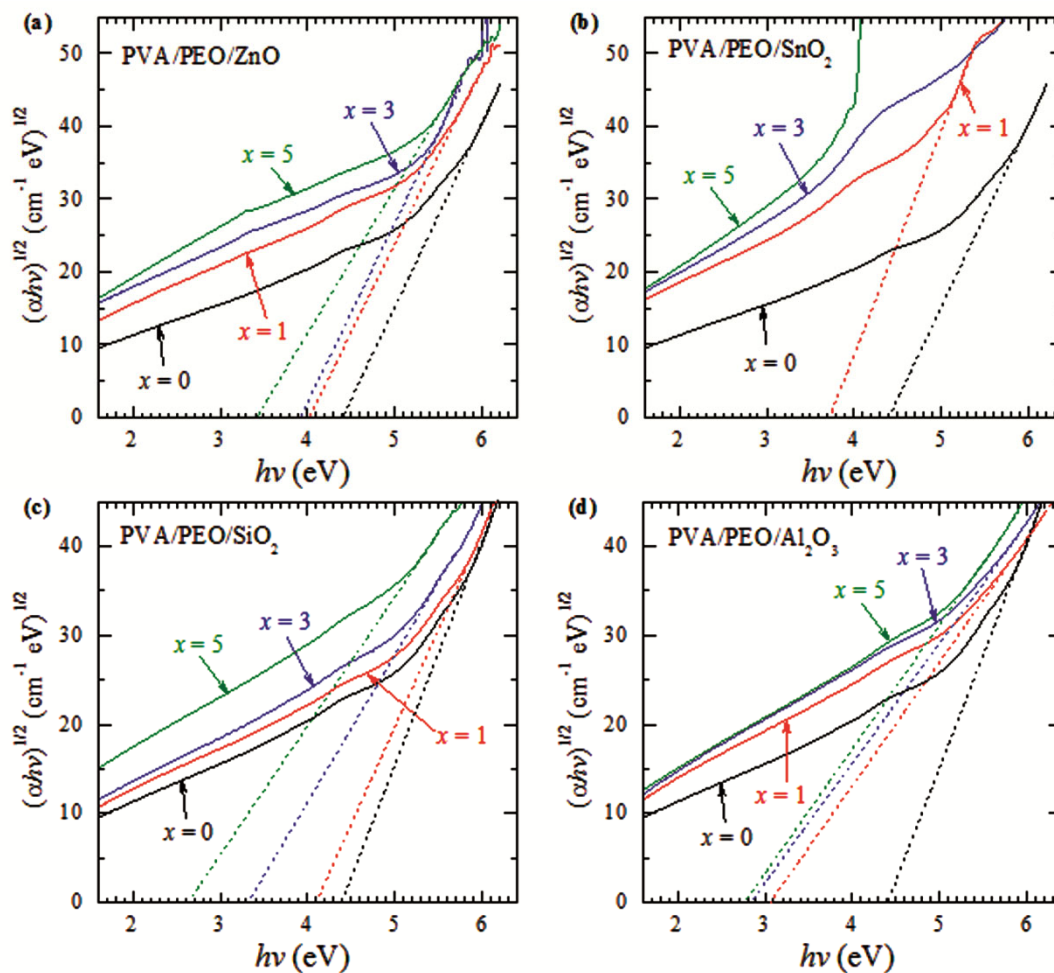 (a)
PVA/PEO/ZnO
x = 3
x = 5
x = 1
x = 0
(αhν)^1/2 (cm^-1 eV)^1/2
0
10
20
30
40
50
2 3 4 5 6
hν (eV)
(b)
PVA/PEO/SnO₂
x = 3
x = 1
x = 5
x = 0
(αhν)^1/2 (cm^-1 eV)^1/2
0
10
20
30
40
50
2 3 4 5 6
hν (eV)
(c)
PVA/PEO/SiO₂
x = 3
x = 5
x = 1
x = 0
(αhν)^1/2 (cm^-1 eV)^1/2
0
10
20
30
40
2 3 4 5 6
hν (eV)
(d)
PVA/PEO/Al₂O₃
x = 3
x = 5
x = 1
x = 0
(αhν)^1/2 (cm^-1 eV)^1/2
0
10
20
30
40
2 3 4 5 6
hν (eV)